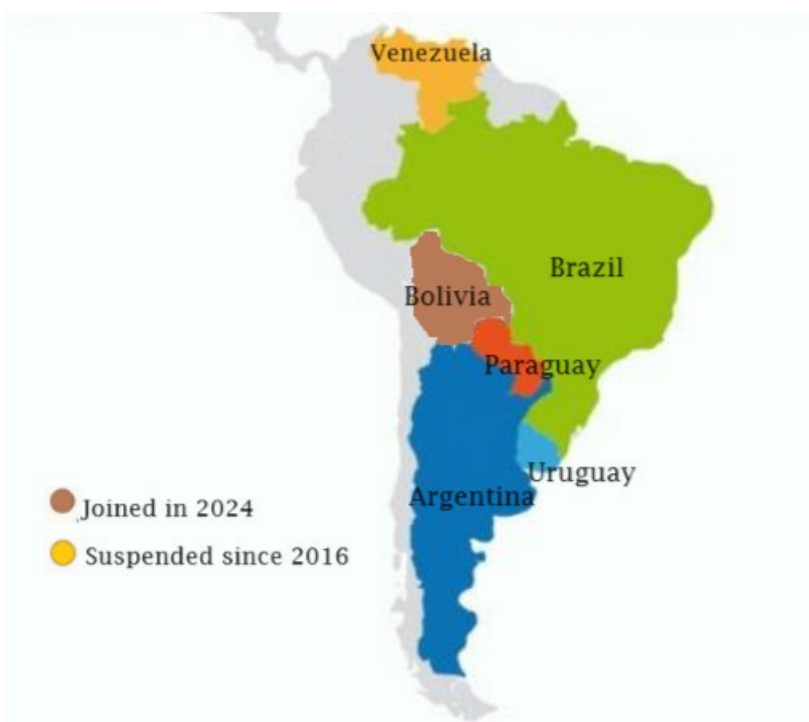 Venezuela
Brazil
Bolivia
Paraguay
Uruguay
Argentina
Joined in 2024
Suspended since 2016